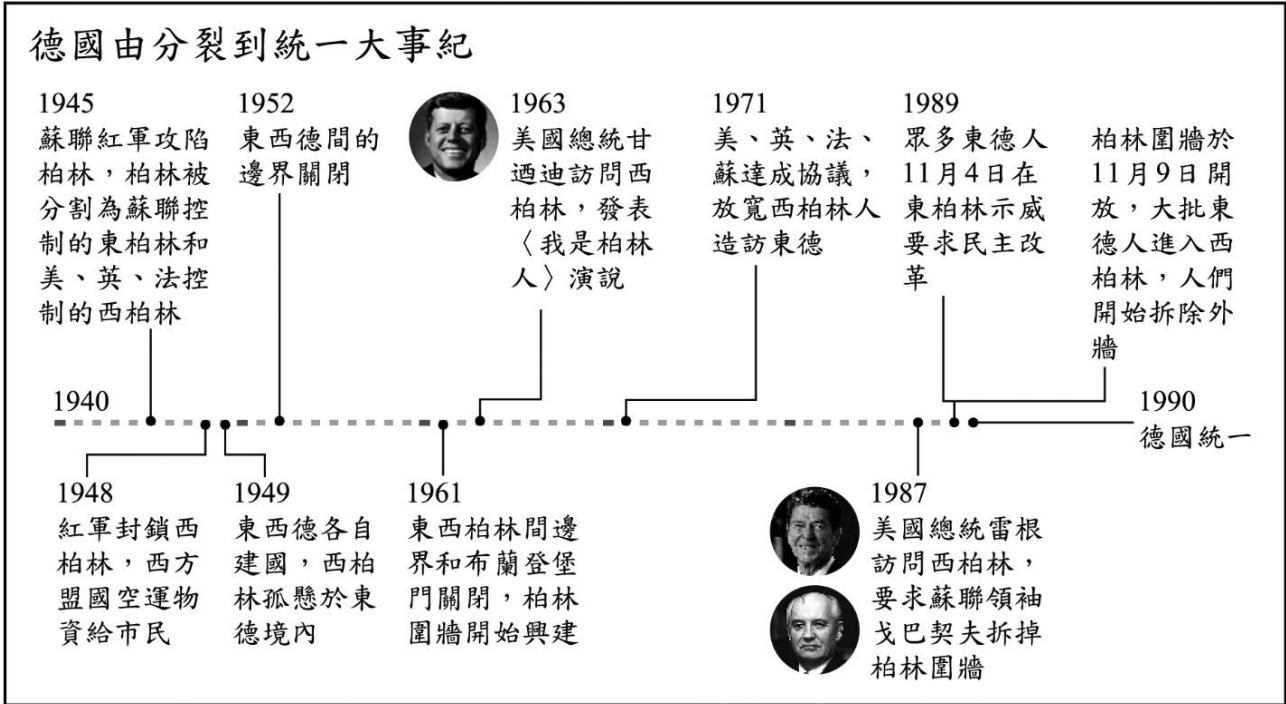 德國由分裂到統一大事紀
1945
蘇聯紅軍攻陷
柏林,柏林被
分割為蘇聯控
制的東柏林和
美、英、法控
制的西柏林
1952
東西德間的
邊界關閉
1963
美國總統甘
迺迪訪問西
柏林,發表
〈我是柏林
人〉演說
1971
美、英、法、
蘇達成協議,
放寬西柏林人
造訪東德
1989
眾多東德人
11月4日在
東柏林示威
要求民主改
革
柏林圍牆於
11月9日開
放,大批東
德人進入西
柏林,人們
開始拆除外
牆
1940
1990
德國統一
1948
紅軍封鎖西
柏林,西方
盟國空運物
資給市民
1949
東西德各自
建國,西柏
林孤懸於東
德境內
1961
東西柏林間邊
界和布蘭登堡
門關閉,柏林
圍牆開始興建
1987
美國總統雷根
訪問西柏林,
要求蘇聯領袖
戈巴契夫拆掉
柏林圍牆